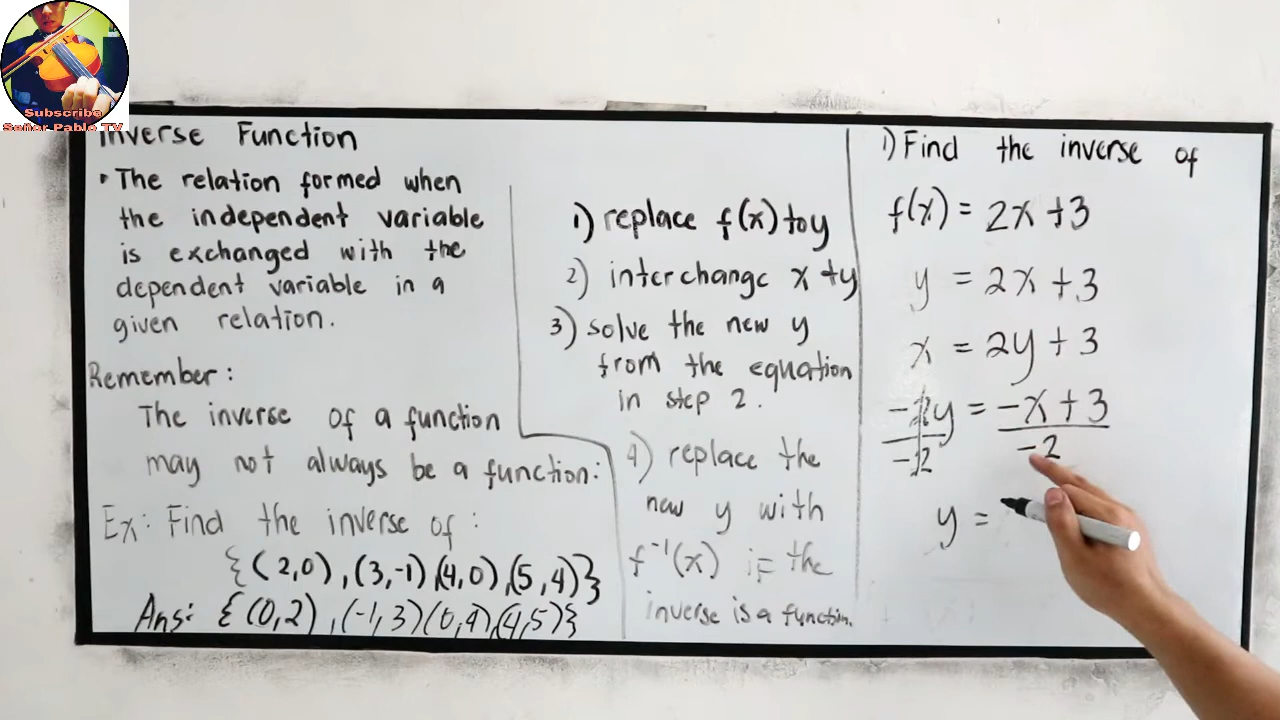 Subscribe
Señor Pablo TV
Inverse Function
• The relation formed when
the independent variable
is exchanged with the
dependent variable in a
given relation.
Remember:
The inverse of a function
may not always be a function:
Ex: Find the inverse of:
{(2,0),(3,-1)(4,0),(5,4)}
Ans: {(0,2),(-1,3)(0,4),(4,5)}
1) replace f(x) to y
2) interchange x + y
3) solve the new y
from the equation
in step 2.
4) replace the
new y with
f⁻¹(x) if the
inverse is a function.
1) Find the inverse of
f(x) = 2x + 3
y = 2x + 3
x = 2y + 3
-2y = -x + 3
-2 -2
y =